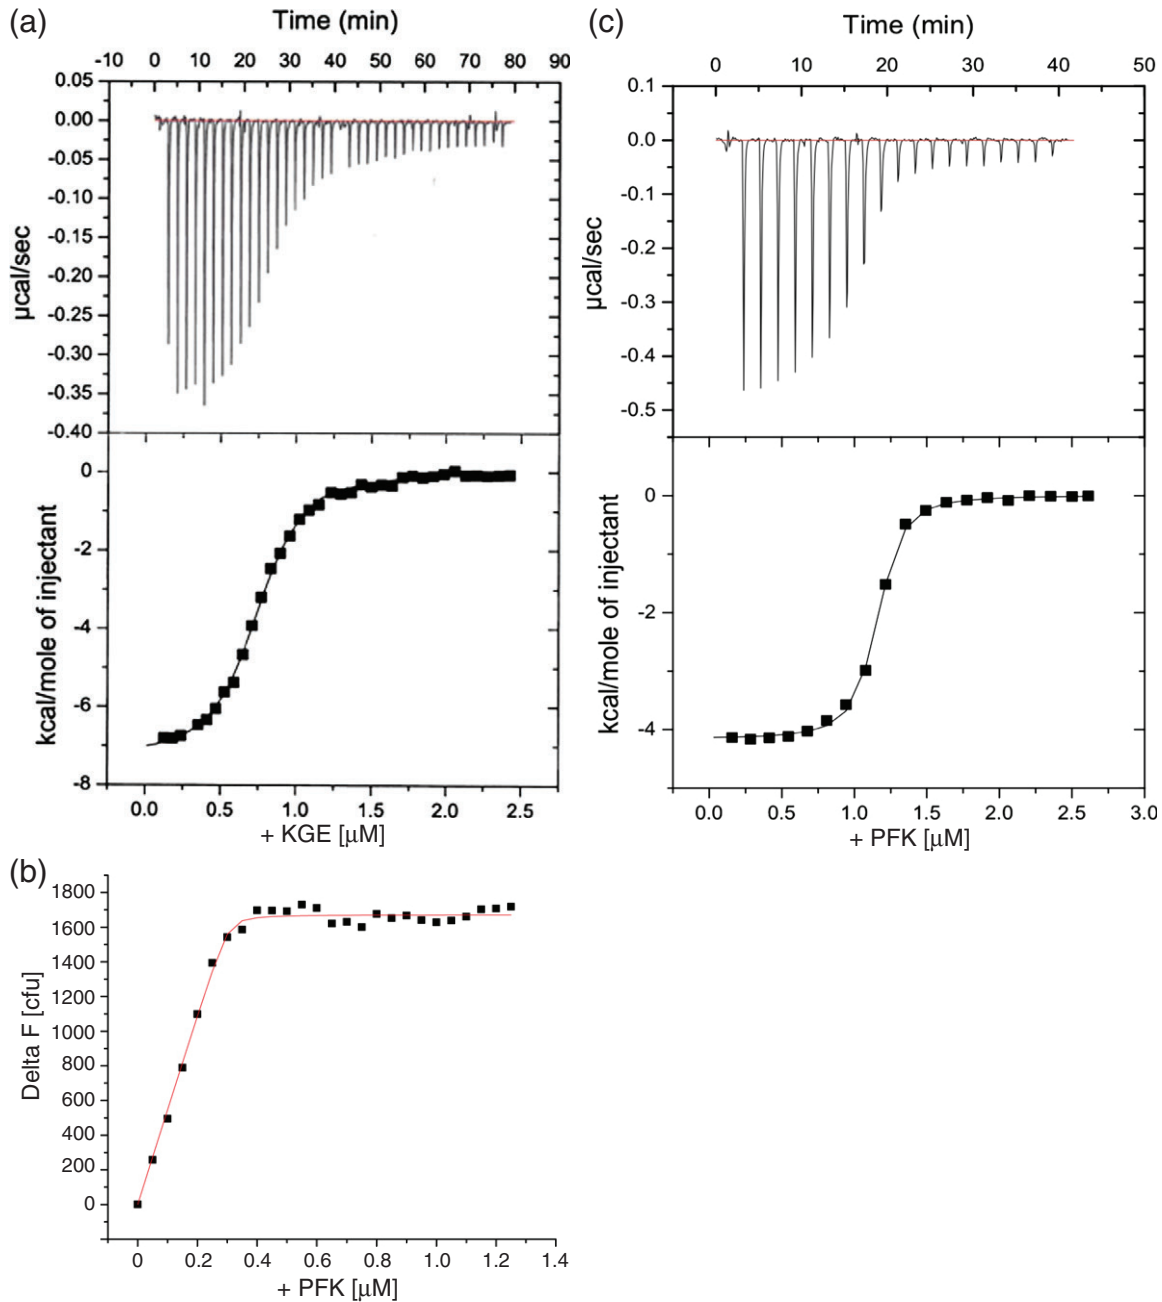 (a)
Time (min)
-10 0 10 20 30 40 50 60 70 80 90
0.05
0.00
-0.05
-0.10
-0.15
-0.20
-0.25
-0.30
-0.35
-0.40
µcal/sec
0
-2
-4
-6
-8
kcal/mole of injectant
0.0 0.5 1.0 1.5 2.0 2.5
+ KGE [µM]
(c)
Time (min)
0 10 20 30 40 50
0.1
0.0
-0.1
-0.2
-0.3
-0.4
-0.5
µcal/sec
0
-2
-4
kcal/mole of injectant
0.0 0.5 1.0 1.5 2.0 2.5 3.0
+ PFK [µM]
(b)
1800
1600
1400
1200
1000
800
600
400
200
0
Delta F [cfu]
0 0.2 0.4 0.6 0.8 1.0 1.2 1.4
+ PFK [µM]